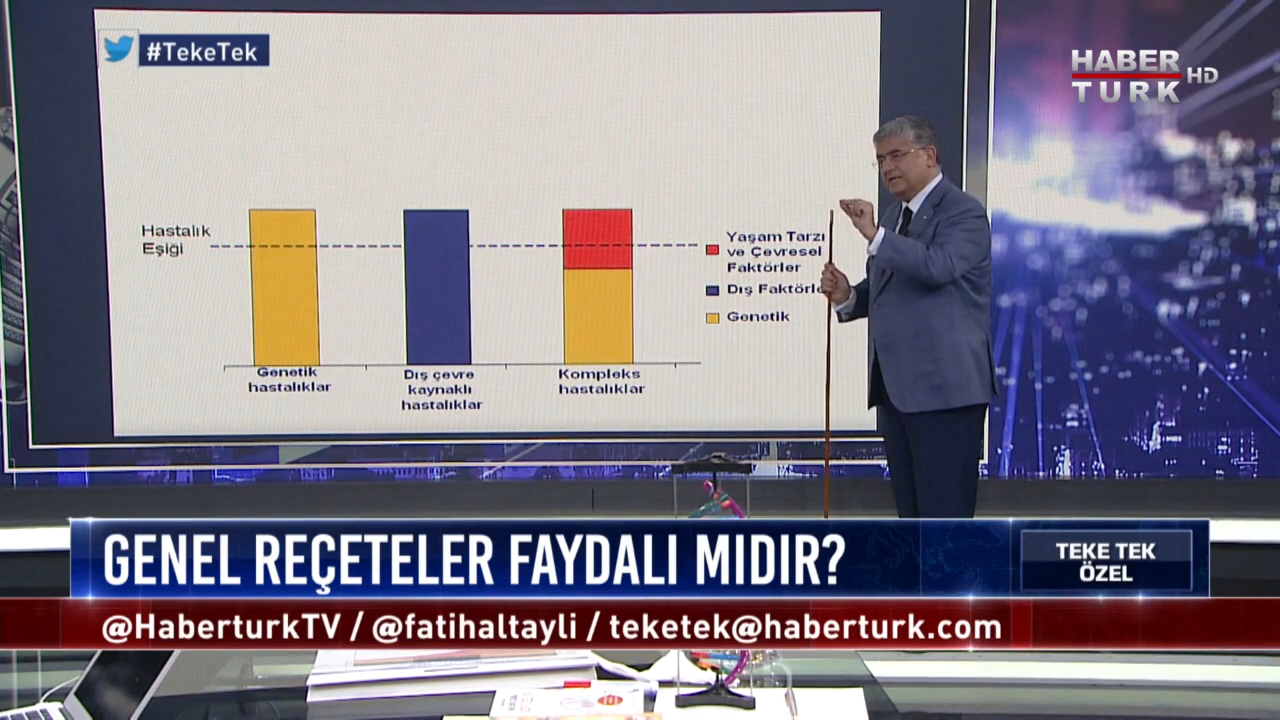 #TekeTek
HABER
TURK HD
Hastalık
Eşiği
Yaşam Tarzı
ve Çevresel
Faktörler
Dış Faktörle
Genetik
Genetik
hastalıklar
Dış çevre
kaynaklı
hastalıklar
Kompleks
hastalıklar
GENEL REÇETELER FAYDALI MIDIR?
TEKE TEK
ÖZEL
@HaberturkTV / @fatihaltayli / teketek@haberturk.com